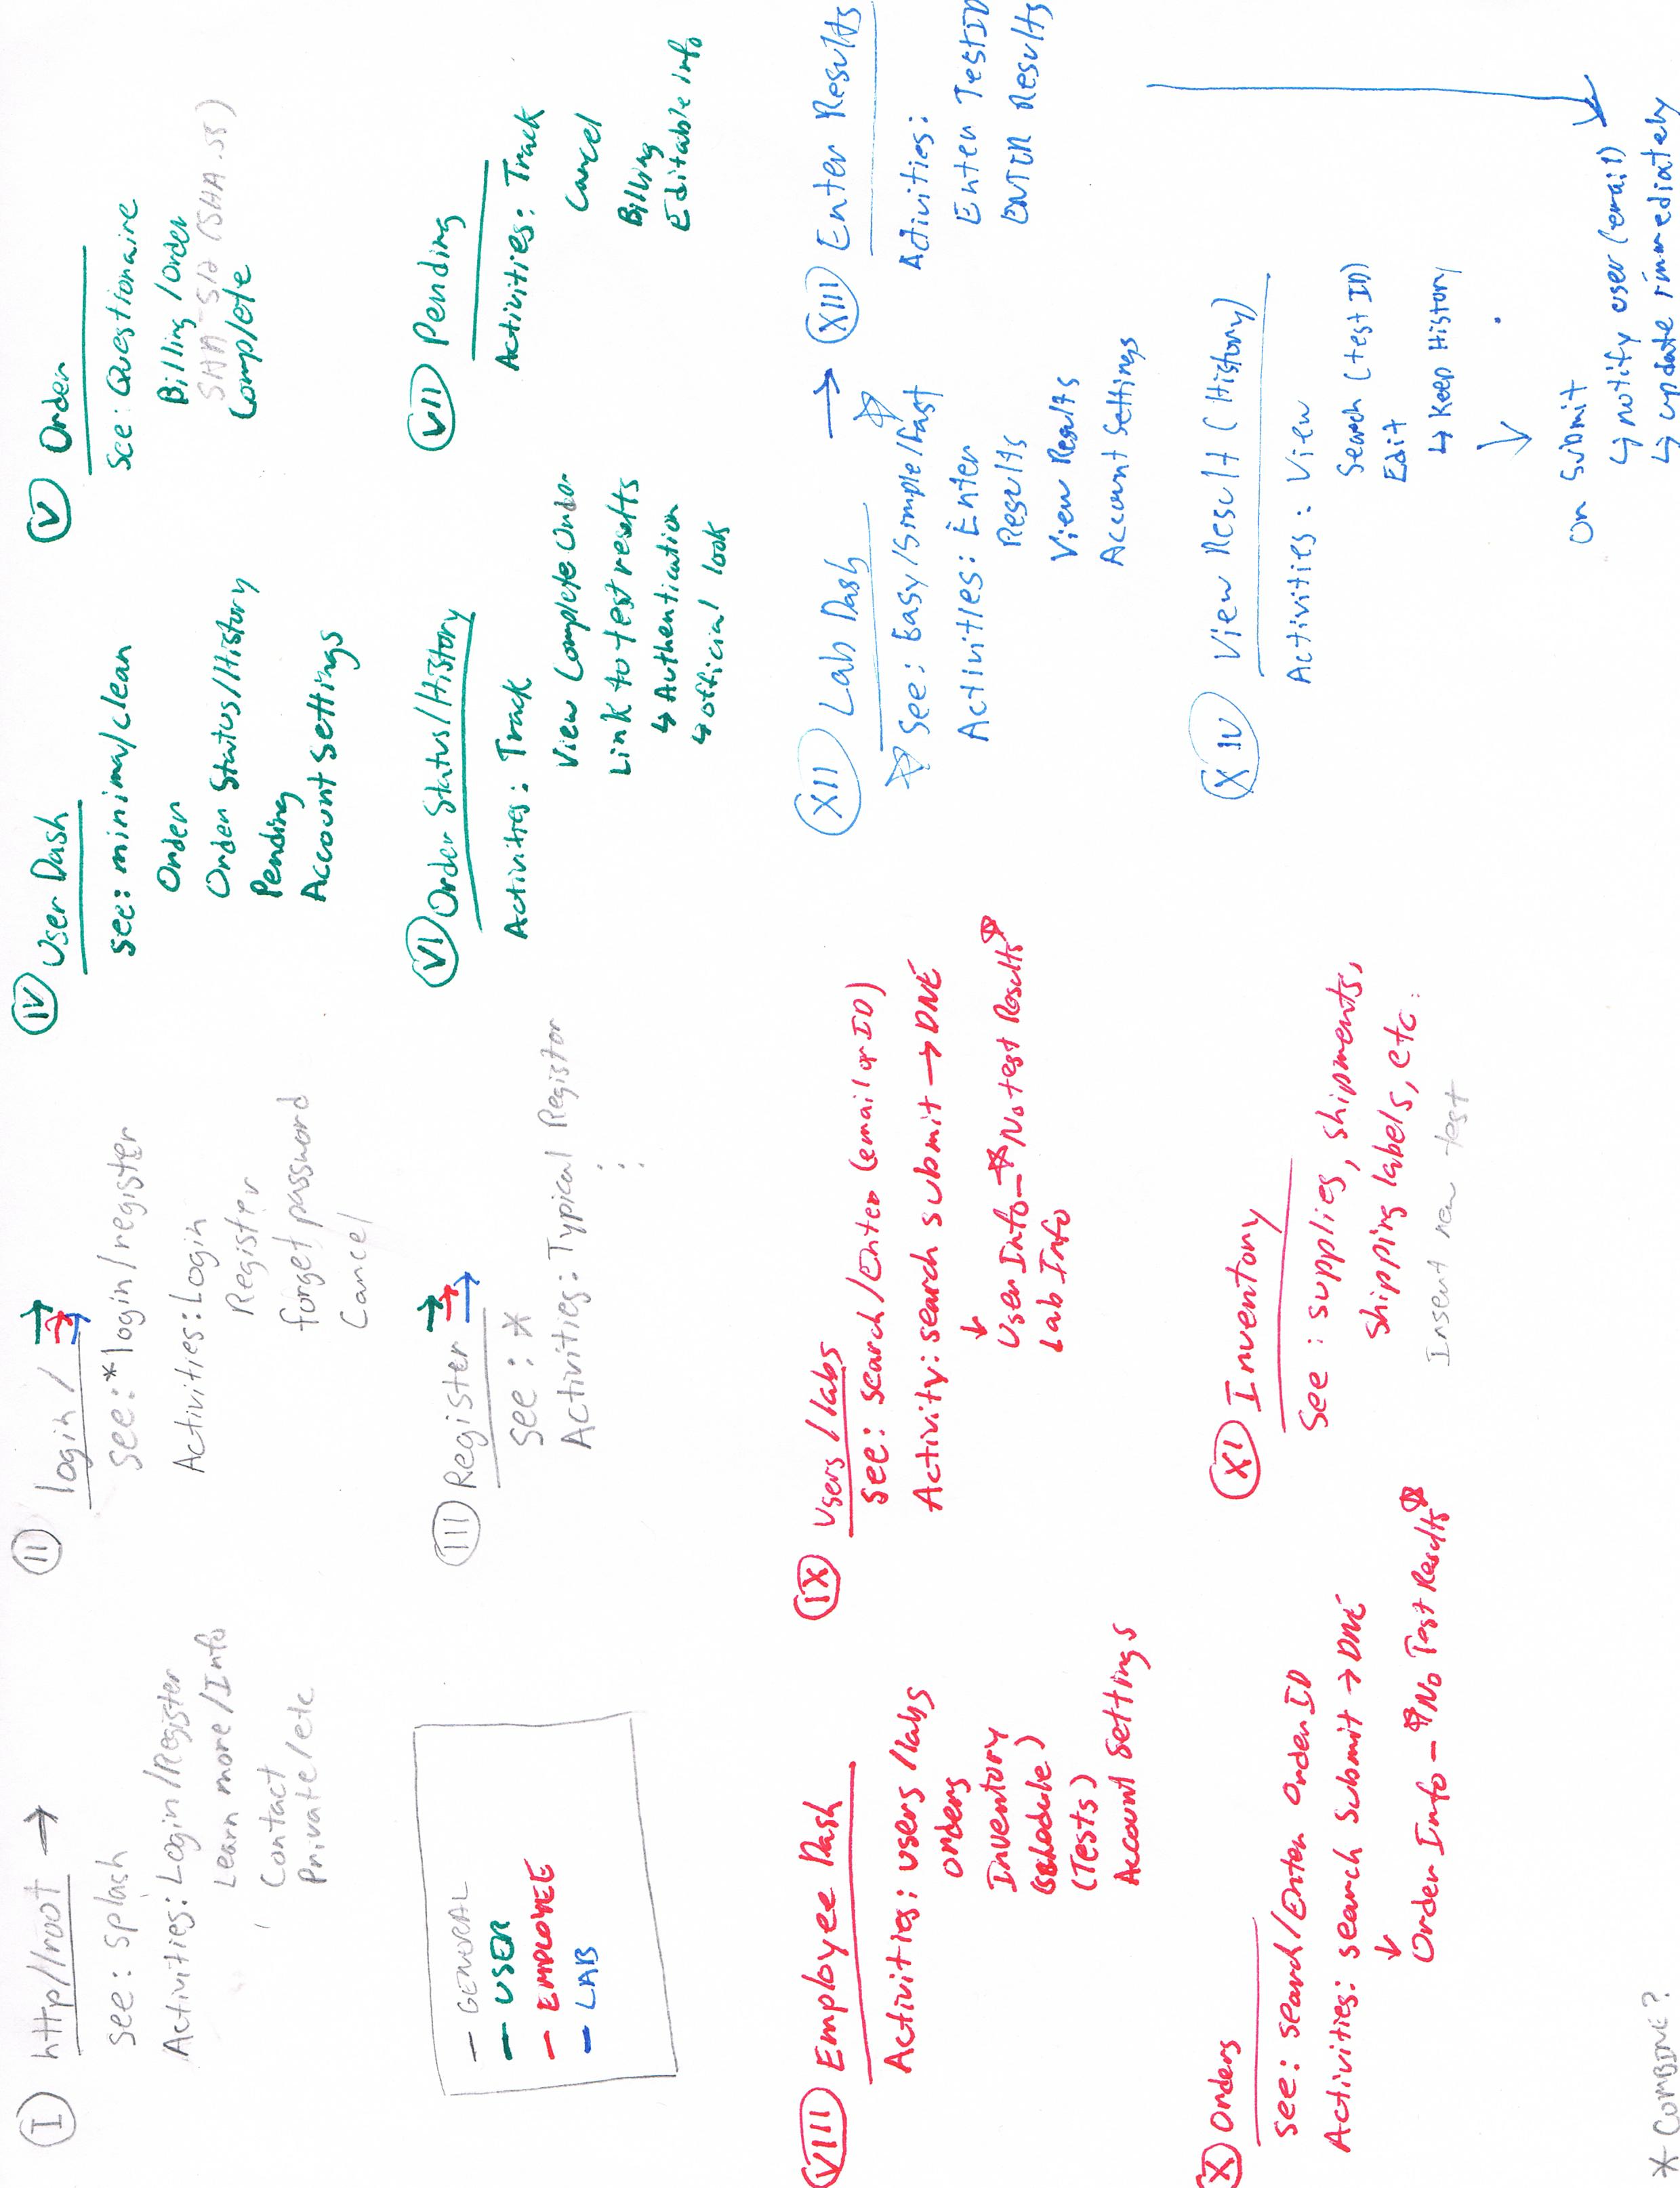 I http/root →
see: splash
Activities: Login/Register
Learn more/Info
Contact
Private/etc
II login/
see:* login/register
Activities: Login
Register
forget password
Cancel
III Register
see: *
Activities: Typical Registor
⋮
IV User Dash
see: minimal/clean
Order
Order Status/History
Pending
Account settings
V Order
See: Questionaire
Billing/Order
Complete
VI Order Status/History
Activities: Track
View Complete Order
Link to test results
↳ Authentication
↳ official look
VII Pending
Activities: Track
Cancel
Billing
Editable info
— GENERAL
— USER
— EMPLOYEE
— LAB
VIII Employee Dash
Activities: users/labs
orders
Inventory
(Schedule)
(Tests)
Account Settings
IX Users/labs
see: search/Enter (email or ID)
Activity: search submit → DNE
↓
User Info - *No test Results*
Lab Info
X Orders
see: search/Enter Order ID
Activities: search submit → DNE
↓
Order Info - *No Test Results*
XI Inventory
See: supplies, shipments,
shipping labels, etc.
Insert new test
XII Lab Dash →
☆ See: Easy/Simple/Fast ☆
Activities: Enter
Results
View Results
Account Settings
XIII Enter Results
Activities:
Enter TestID
ENTER Results
XIV View Result (History)
Activities: View
Search (test ID)
Edit
↳ Keep History
↓
On Submit
↳ notify user (email)
↳ update immediately
* COMBINE?